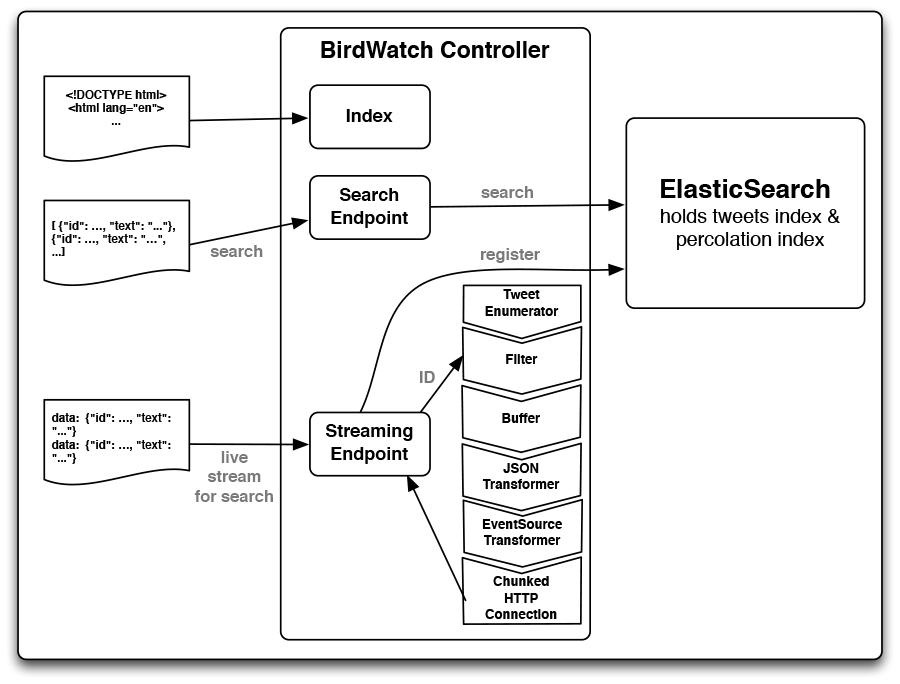 BirdWatch Controller
<!DOCTYPE html>
<html lang="en">
...
Index
[ {"id": ..., "text": "..."},
{"id": ..., "text": "...",
...]
search
Search
Endpoint
search
ElasticSearch
holds tweets index &
percolation index
register
Tweet
Enumerator
Filter
ID
Buffer
data:  {"id": ..., "text":
"..."}
data:  {"id": ..., "text":
"..."}
live
stream
for search
Streaming
Endpoint
JSON
Transformer
EventSource
Transformer
Chunked
HTTP
Connection